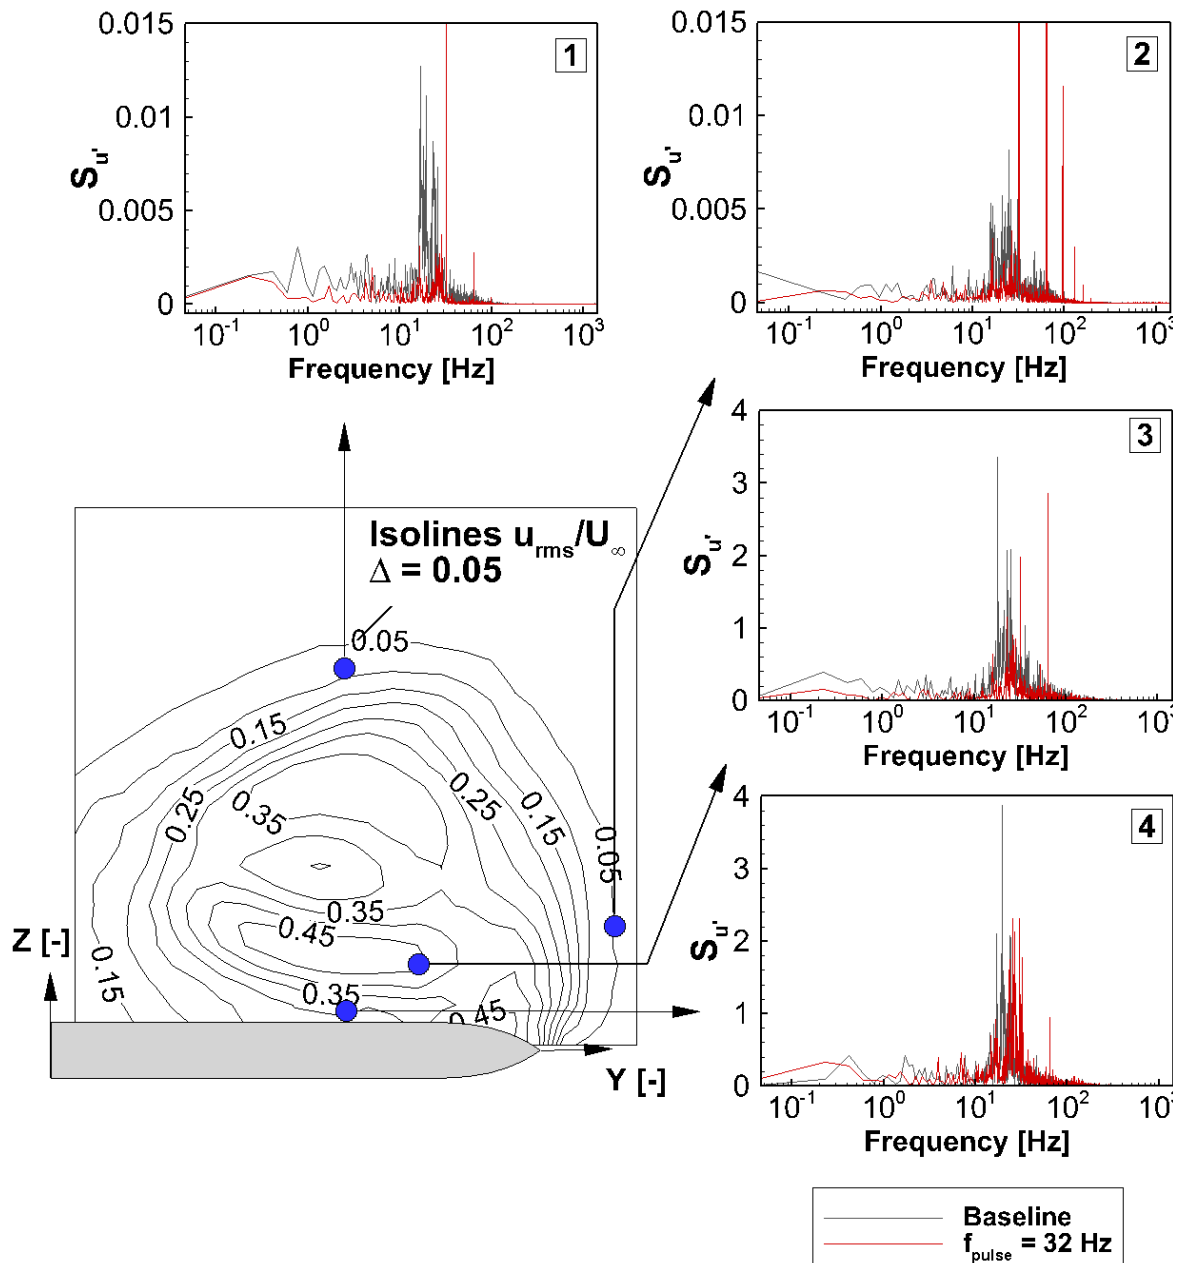 0.015
0.01
0.005
0
S_u'
10^-1 10^0 10^1 10^2 10^3
Frequency [Hz]
1
0.015
0.01
0.005
0
S_u'
10^-1 10^0 10^1 10^2 10^3
Frequency [Hz]
2
4
3
2
1
0
S_u'
10^-1 10^0 10^1 10^2 10^3
Frequency [Hz]
3
Isolines u_rms/U_∞
Δ = 0.05
0.05
0.15
0.25
0.35
0.25
0.15
0.05
0.35
0.45
0.35
0.45
0.15
Z [-]
Y [-]
4
3
2
1
0
S_u'
10^-1 10^0 10^1 10^2 10^3
Frequency [Hz]
4
Baseline
f_pulse = 32 Hz